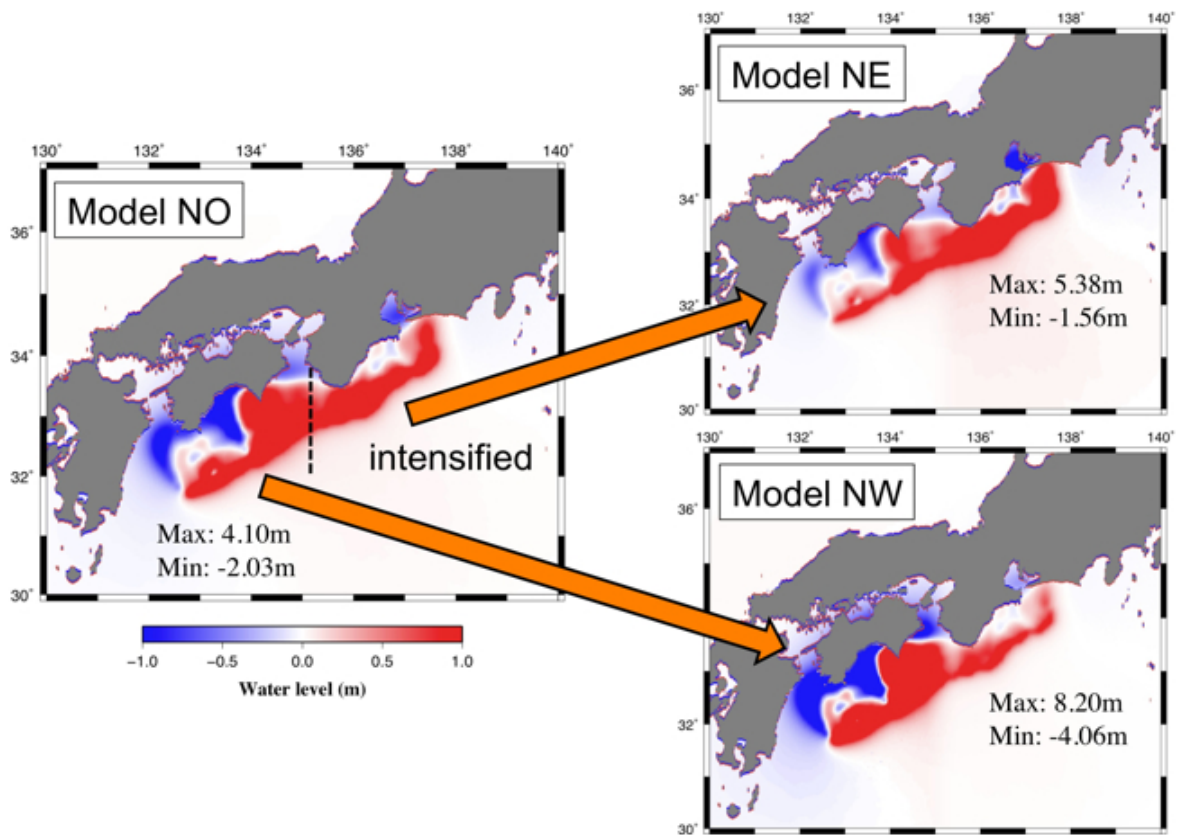 130˚ 132˚ 134˚ 136˚ 138˚ 140˚
Model NE
36˚
34˚
32˚
30˚
Max: 5.38m
Min: -1.56m
130˚ 132˚ 134˚ 136˚ 138˚ 140˚
Model NO
36˚
34˚
32˚
30˚
intensified
Max: 4.10m
Min: -2.03m
−1.0 −0.5 0.0 0.5 1.0
Water level (m)
130˚ 132˚ 134˚ 136˚ 138˚ 140˚
Model NW
36˚
34˚
32˚
30˚
Max: 8.20m
Min: -4.06m